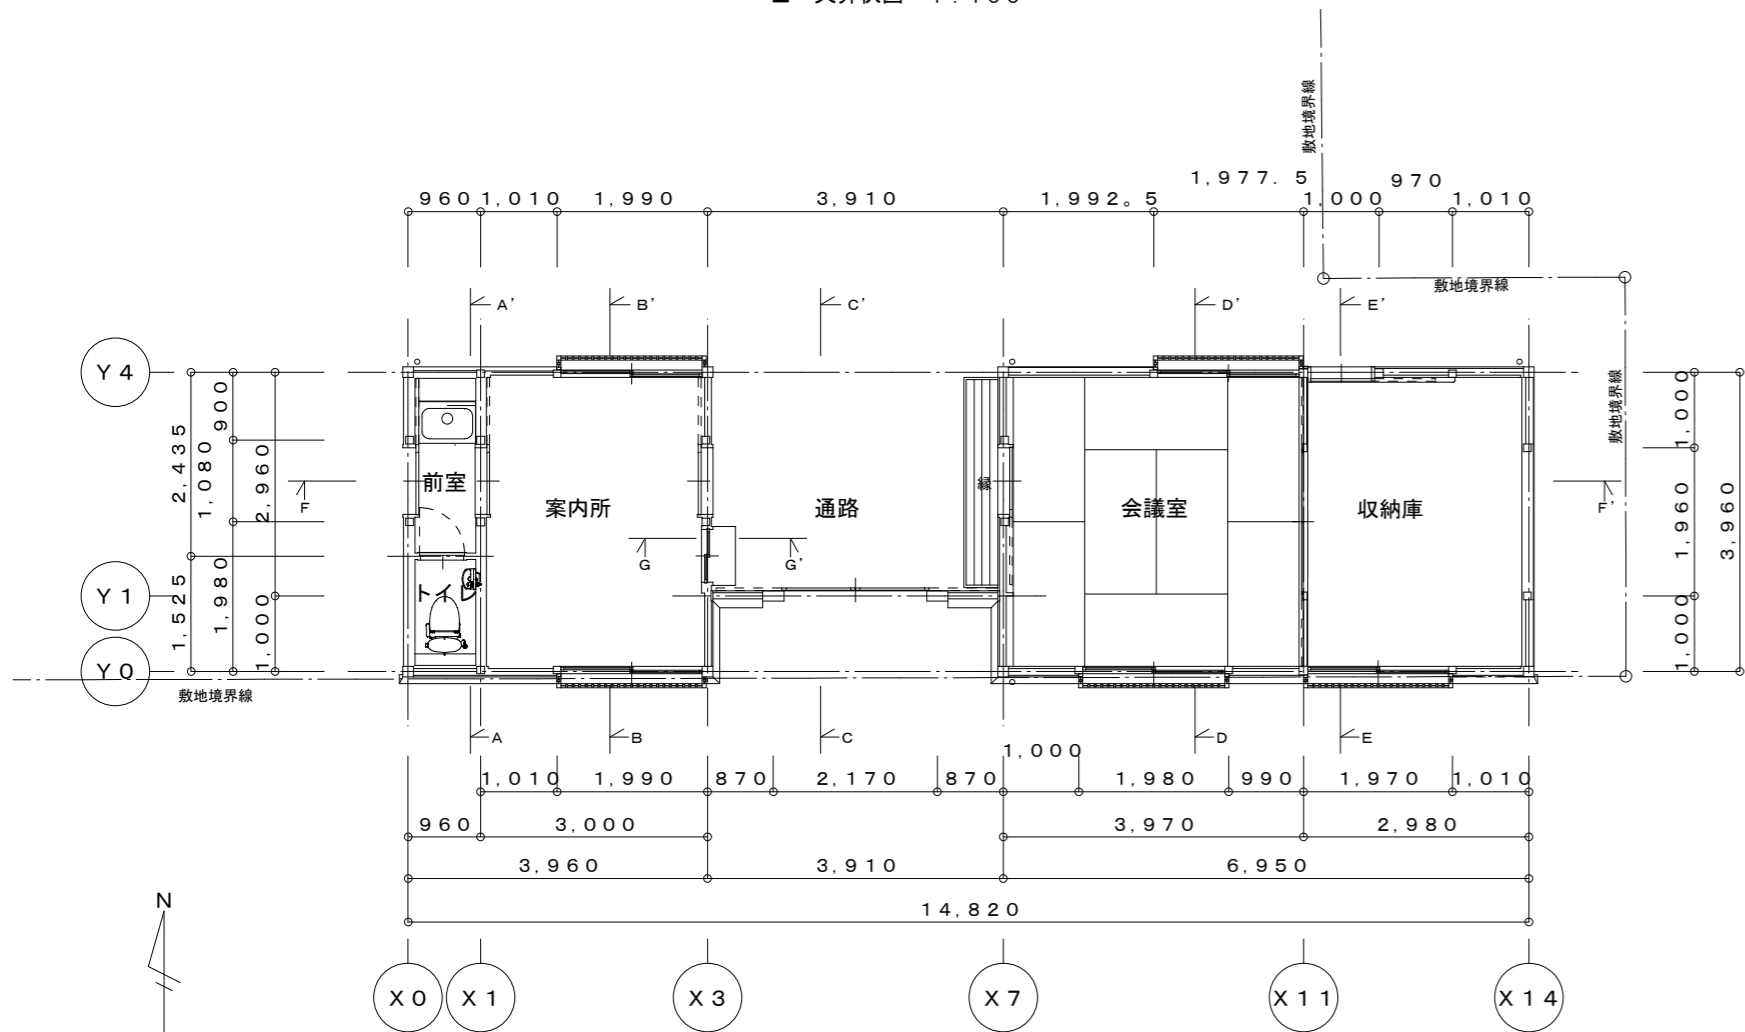 敷地境界線
1,977.5
970
960
1,010
1,990
3,910
1,992。5
1,000
1,010
敷地境界線
A'
B'
C'
D'
E'
Y4
900
2,435
1,080
2,960
前室
案内所
通路
縁
会議室
収納庫
敷地境界線
1,000
1,960
3,960
F
F'
G
G'
Y1
トイ
1,525
1,980
1,000
1,000
Y0
敷地境界線
A
B
C
D
E
1,000
1,010
1,990
870
2,170
870
1,980
990
1,970
1,010
960
3,000
3,970
2,980
3,960
3,910
6,950
14,820
N
X0
X1
X3
X7
X11
X14